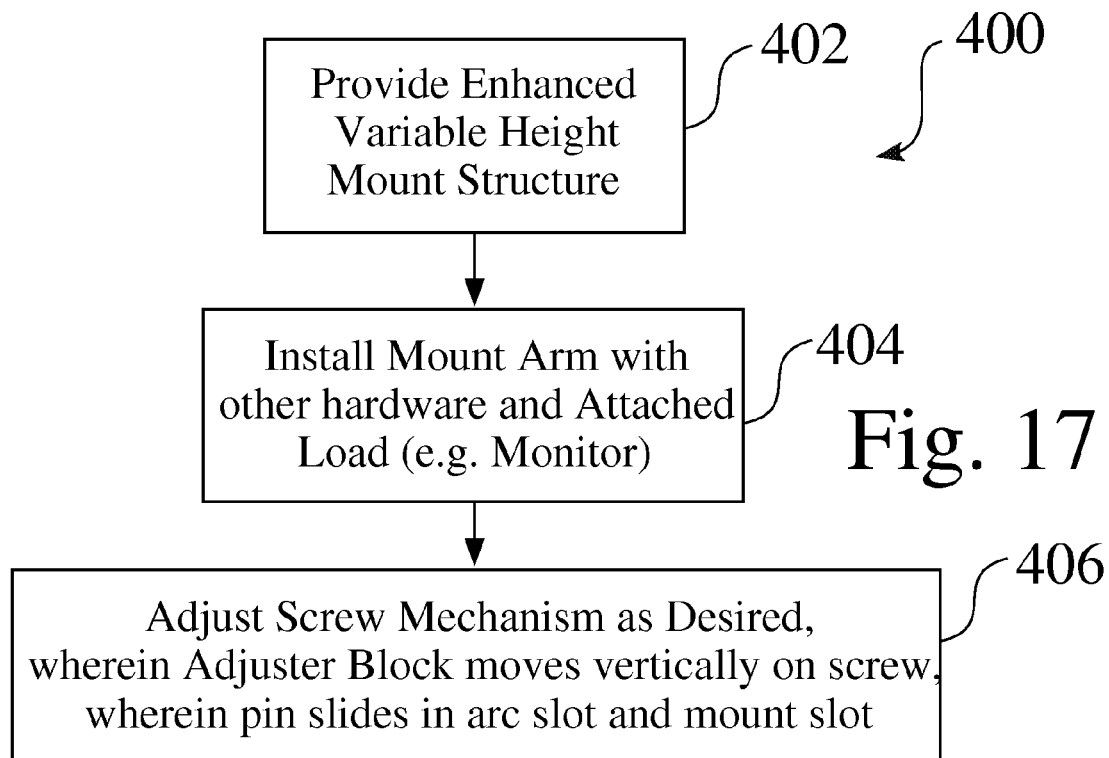 402
400
Provide Enhanced
Variable Height
Mount Structure
404
Install Mount Arm with
other hardware and Attached
Load (e.g. Monitor)
Fig. 17
406
Adjust Screw Mechanism as Desired,
wherein Adjuster Block moves vertically on screw,
wherein pin slides in arc slot and mount slot